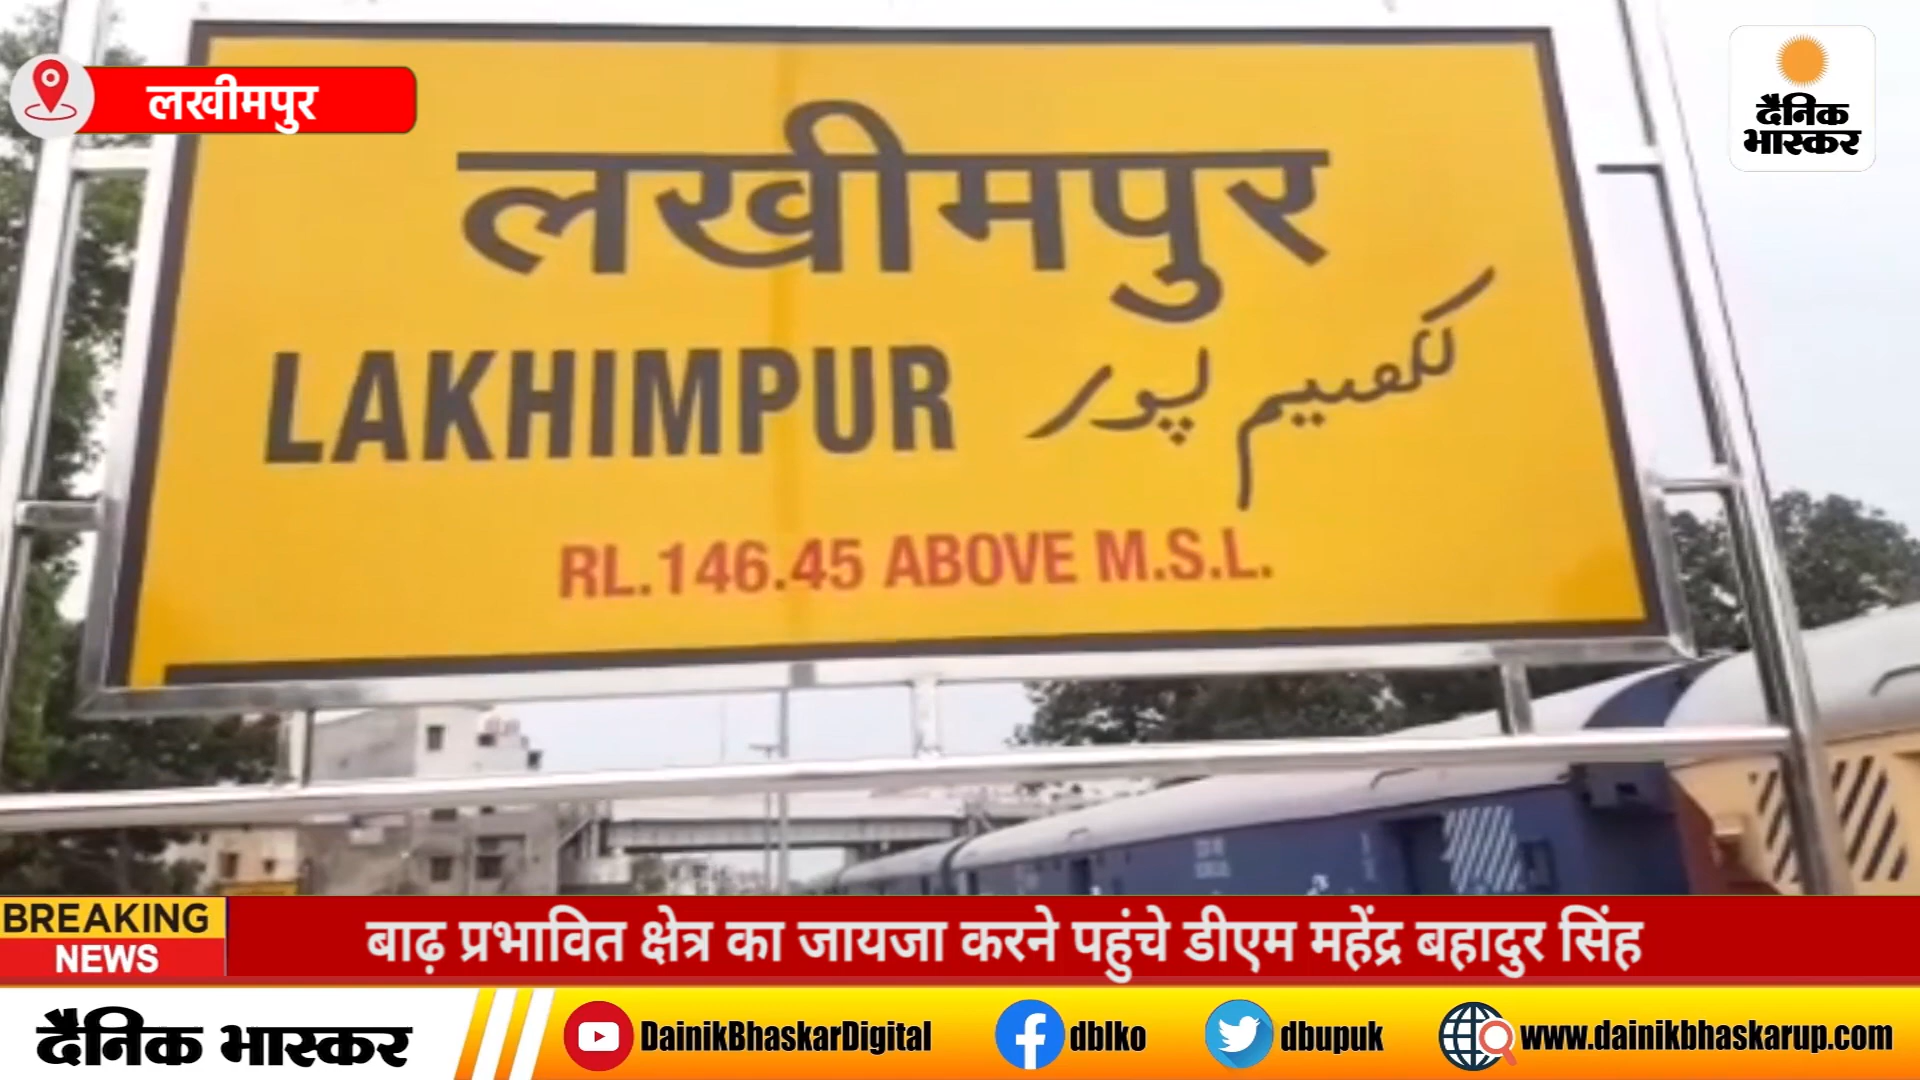 लखीमपुर
दैनिक
भास्कर
लखीमपुर
LAKHIMPUR لکھیم پور
RL.146.45 ABOVE M.S.L.
BREAKING
NEWS
बाढ़ प्रभावित क्षेत्र का जायजा करने पहुंचे डीएम महेंद्र बहादुर सिंह
दैनिक भास्कर DainikBhaskarDigital dblko dbupuk www.dainikbhaskarup.com